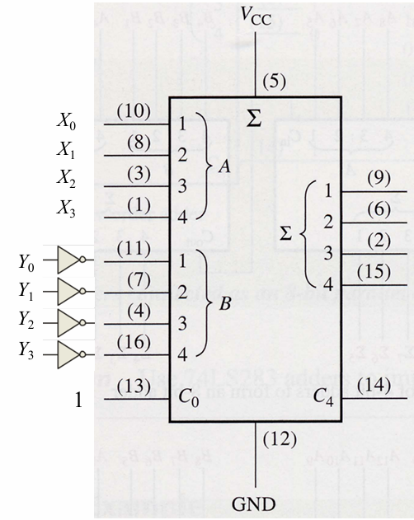 V_CC
(5)
Σ
X_0 (10) 1
X_1 (8) 2
X_2 (3) 3
X_3 (1) 4
A
Y_0 (11) 1
Y_1 (7) 2
Y_2 (4) 3
Y_3 (16) 4
B
1 (13) C_0
Σ
1 (9)
2 (6)
3 (2)
4 (15)
C_4 (14)
(12)
GND